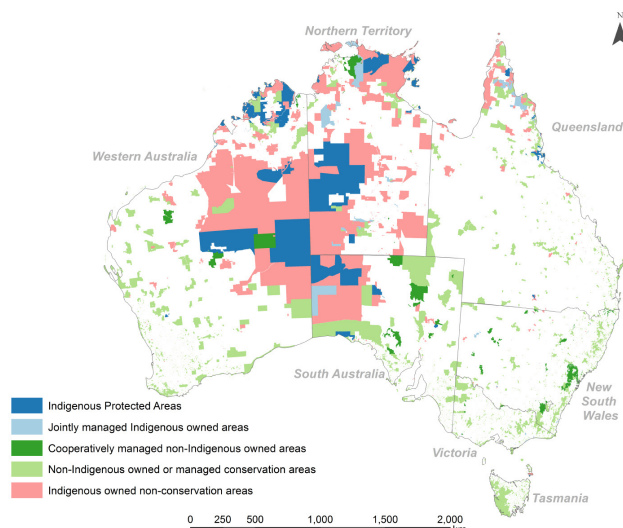 Northern Territory
N
Queensland
Western Australia
South Australia
New
South
Wales
Victoria
Tasmania
Indigenous Protected Areas
Jointly managed Indigenous owned areas
Cooperatively managed non-Indigenous owned areas
Non-Indigenous owned or managed conservation areas
Indigenous owned non-conservation areas
0 250 500 1,000 1,500 2,000